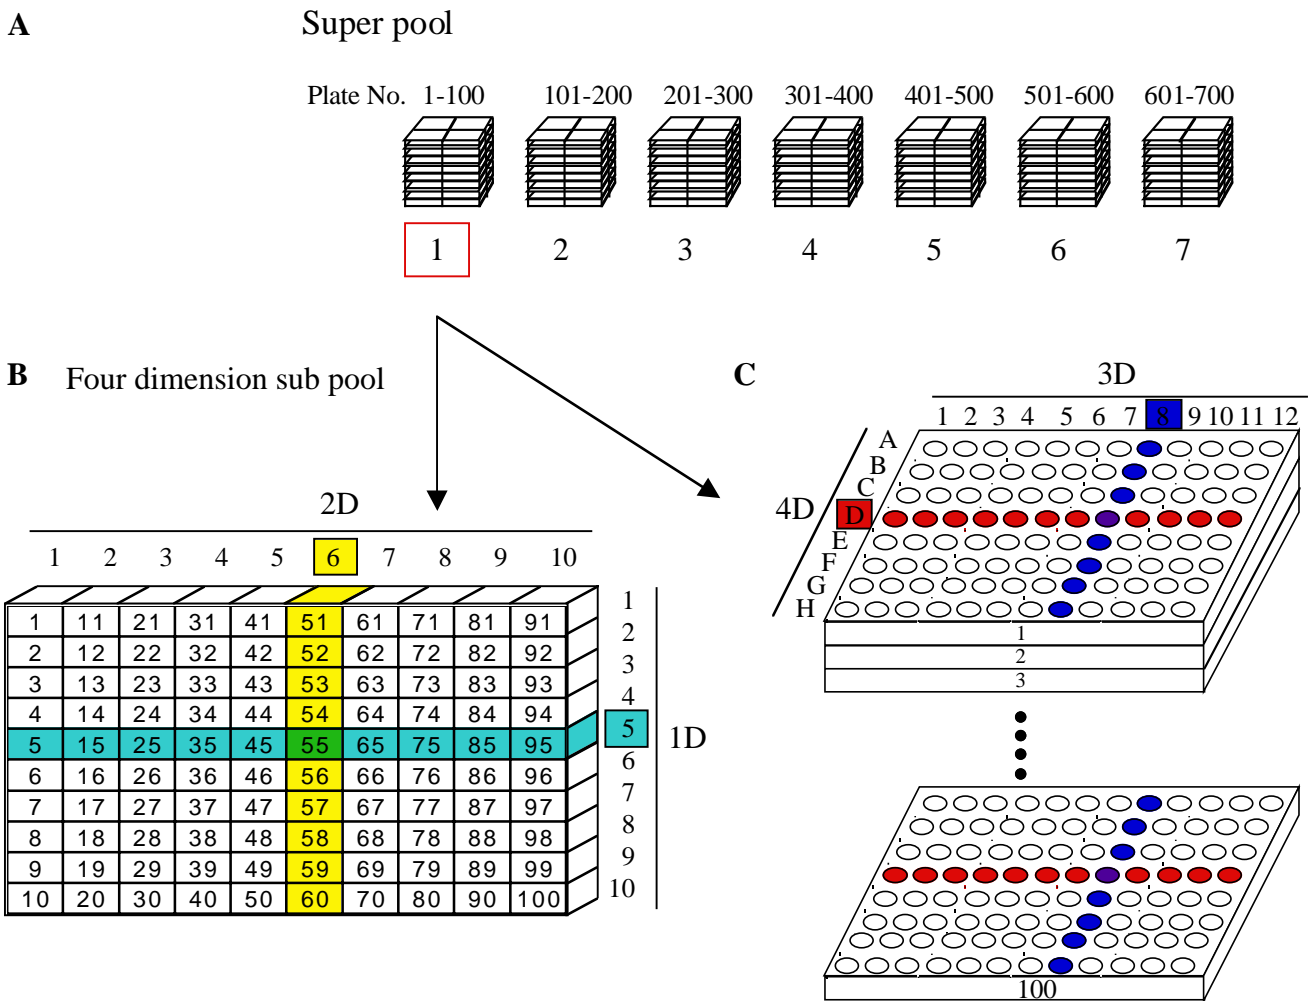 A
Super pool
Plate No. 1-100 101-200 201-300 301-400 401-500 501-600 601-700
1 2 3 4 5 6 7
B Four dimension sub pool
2D
1 2 3 4 5 6 7 8 9 10
1 11 21 31 41 51 61 71 81 91
2 12 22 32 42 52 62 72 82 92
3 13 23 33 43 53 63 73 83 93
4 14 24 34 44 54 64 74 84 94
5 15 25 35 45 55 65 75 85 95
6 16 26 36 46 56 66 76 86 96
7 17 27 37 47 57 67 77 87 97
8 18 28 38 48 58 68 78 88 98
9 19 29 39 49 59 69 79 89 99
10 20 30 40 50 60 70 80 90 100
1
2
3
4
5
6
7
8
9
10
1D
C
3D
1 2 3 4 5 6 7 8 9 10 11 12
4D
A
B
C
D
E
F
G
H
1
2
3
100